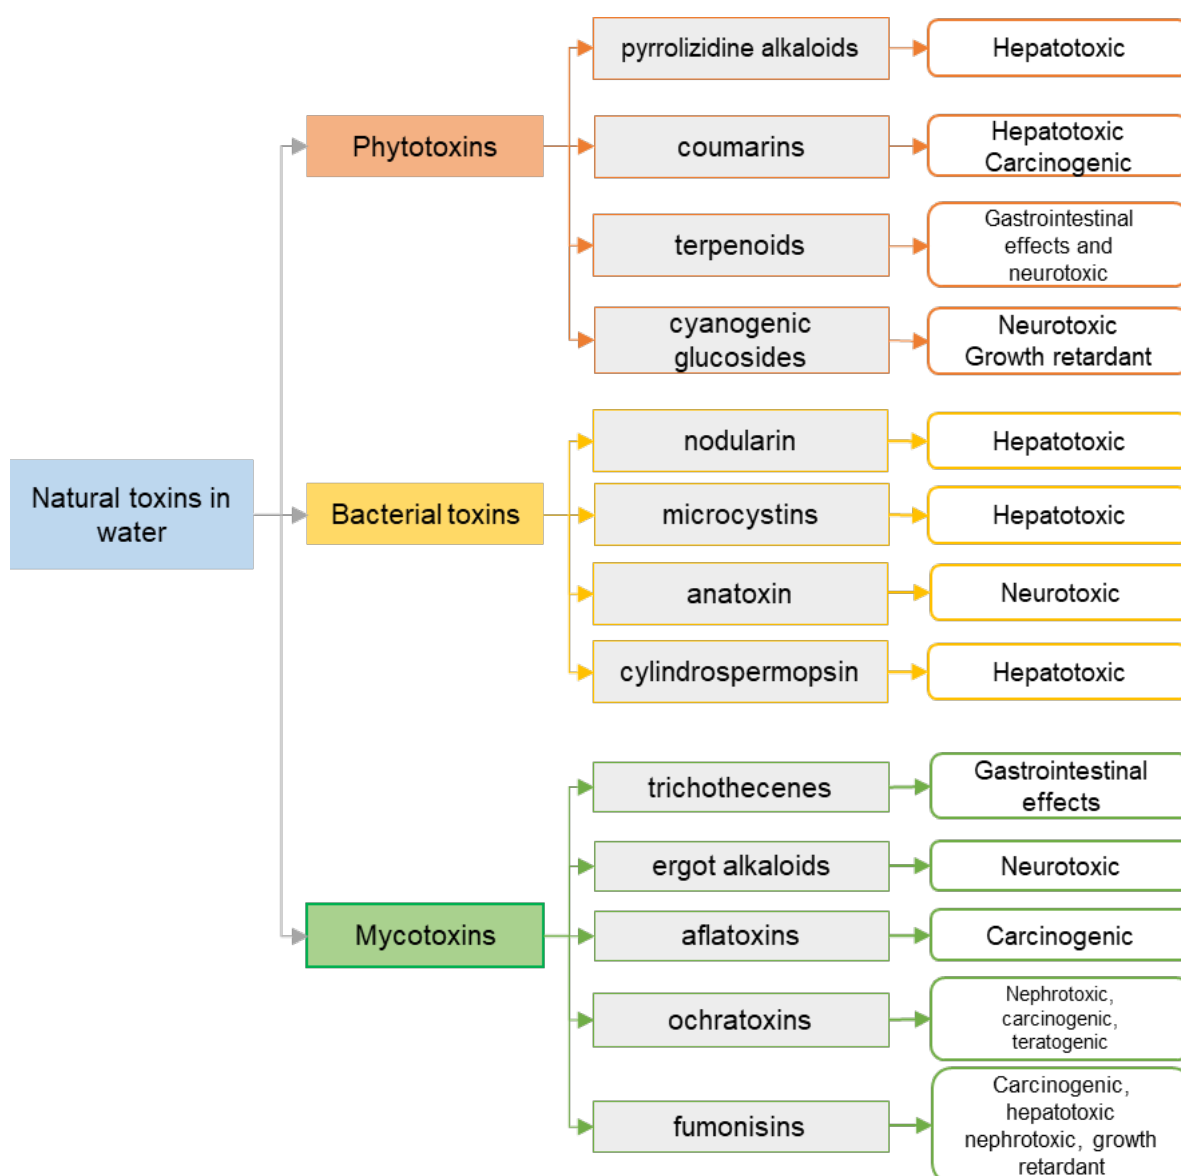 Natural toxins in
water
Phytotoxins
pyrrolizidine alkaloids
Hepatotoxic
coumarins
Hepatotoxic
Carcinogenic
terpenoids
Gastrointestinal
effects and
neurotoxic
cyanogenic
glucosides
Neurotoxic
Growth retardant
Bacterial toxins
nodularin
Hepatotoxic
microcystins
Hepatotoxic
anatoxin
Neurotoxic
cylindrospermopsin
Hepatotoxic
Mycotoxins
trichothecenes
Gastrointestinal
effects
ergot alkaloids
Neurotoxic
aflatoxins
Carcinogenic
ochratoxins
Nephrotoxic,
carcinogenic,
teratogenic
fumonisins
Carcinogenic,
hepatotoxic
nephrotoxic, growth
retardant